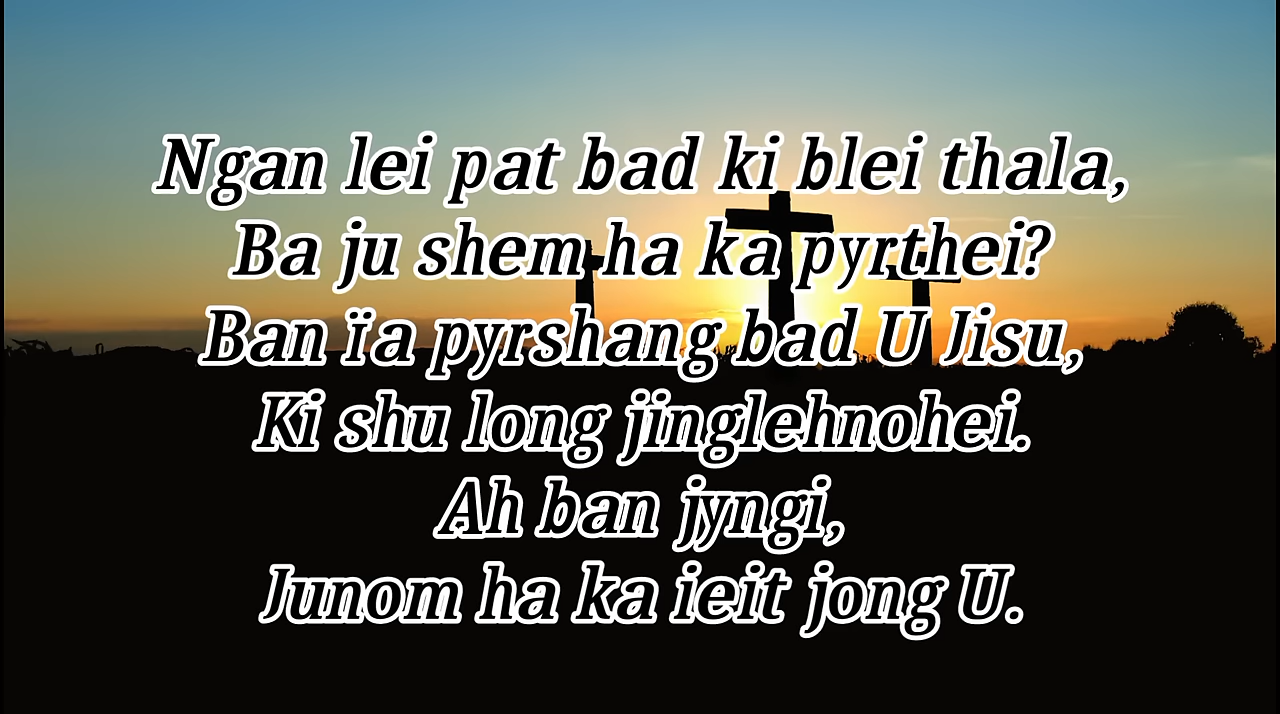 Ngan lei pat bad ki blei thala,
Ba ju shem ha ka pyrthei?
Ban ïa pyrshang bad U Jisu,
Ki shu long jinglehnohei.
Ah ban jyngi,
Junom ha ka ieit jong U.